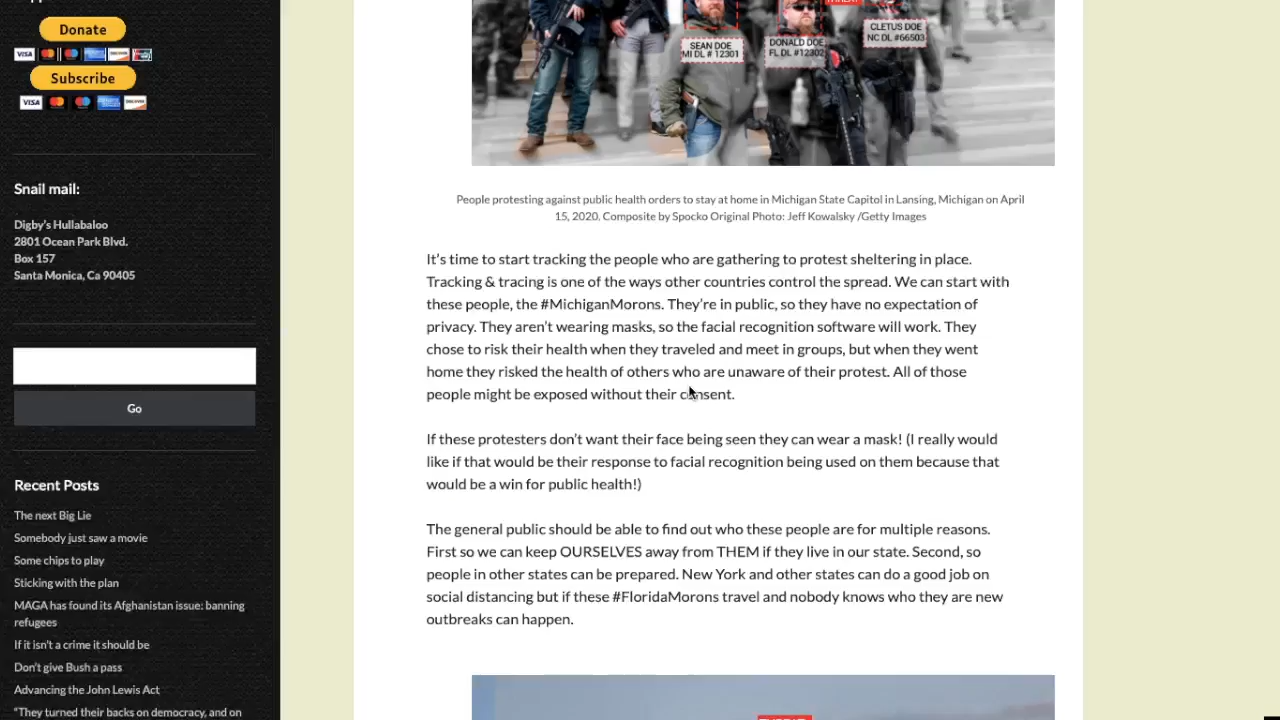 Donate
VISA
Subscribe
VISA
Snail mail:
Digby’s Hullabaloo
2801 Ocean Park Blvd.
Box 157
Santa Monica, Ca 90405
Go
Recent Posts
The next Big Lie
Somebody just saw a movie
Some chips to play
Sticking with the plan
MAGA has found its Afghanistan issue: banning
refugees
If it isn’t a crime it should be
Don’t give Bush a pass
Advancing the John Lewis Act
“They turned their backs on democracy, and on
THREAT
SEAN DOE
MI DL # 12301
DONALD DOE
FL DL #12302
CLETUS DOE
NC DL #66503
People protesting against public health orders to stay at home in Michigan State Capitol in Lansing, Michigan on April
15, 2020. Composite by Spocko Original Photo: Jeff Kowalsky /Getty Images
It’s time to start tracking the people who are gathering to protest sheltering in place.
Tracking & tracing is one of the ways other countries control the spread. We can start with
these people, the #MichiganMorons. They’re in public, so they have no expectation of
privacy. They aren’t wearing masks, so the facial recognition software will work. They
chose to risk their health when they traveled and meet in groups, but when they went
home they risked the health of others who are unaware of their protest. All of those
people might be exposed without their consent.
If these protesters don’t want their face being seen they can wear a mask! (I really would
like if that would be their response to facial recognition being used on them because that
would be a win for public health!)
The general public should be able to find out who these people are for multiple reasons.
First so we can keep OURSELVES away from THEM if they live in our state. Second, so
people in other states can be prepared. New York and other states can do a good job on
social distancing but if these #FloridaMorons travel and nobody knows who they are new
outbreaks can happen.